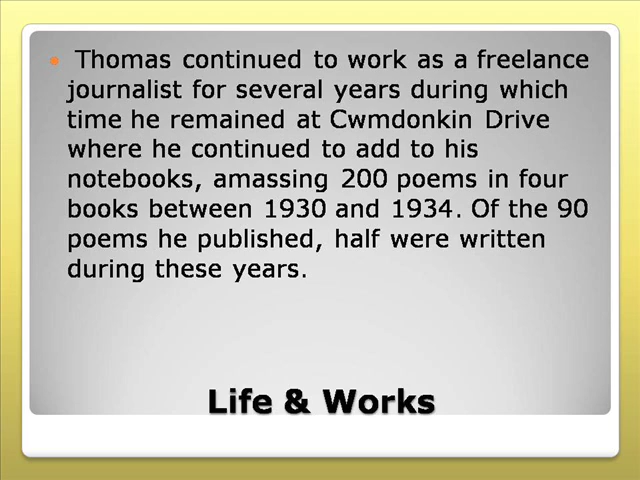 Thomas continued to work as a freelance
journalist for several years during which
time he remained at Cwmdonkin Drive
where he continued to add to his
notebooks, amassing 200 poems in four
books between 1930 and 1934. Of the 90
poems he published, half were written
during these years.
Life & Works